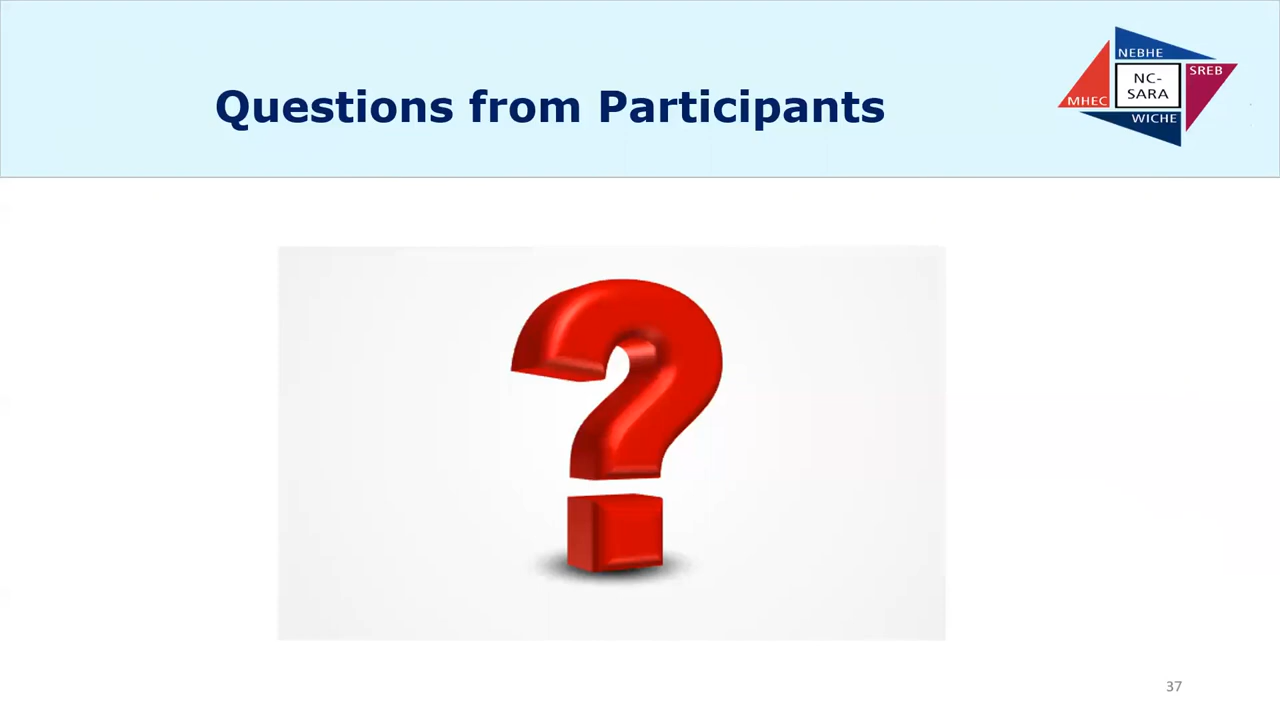 Questions from Participants
NEBHE
MHEC
NC-
SARA
SREB
WICHE
37